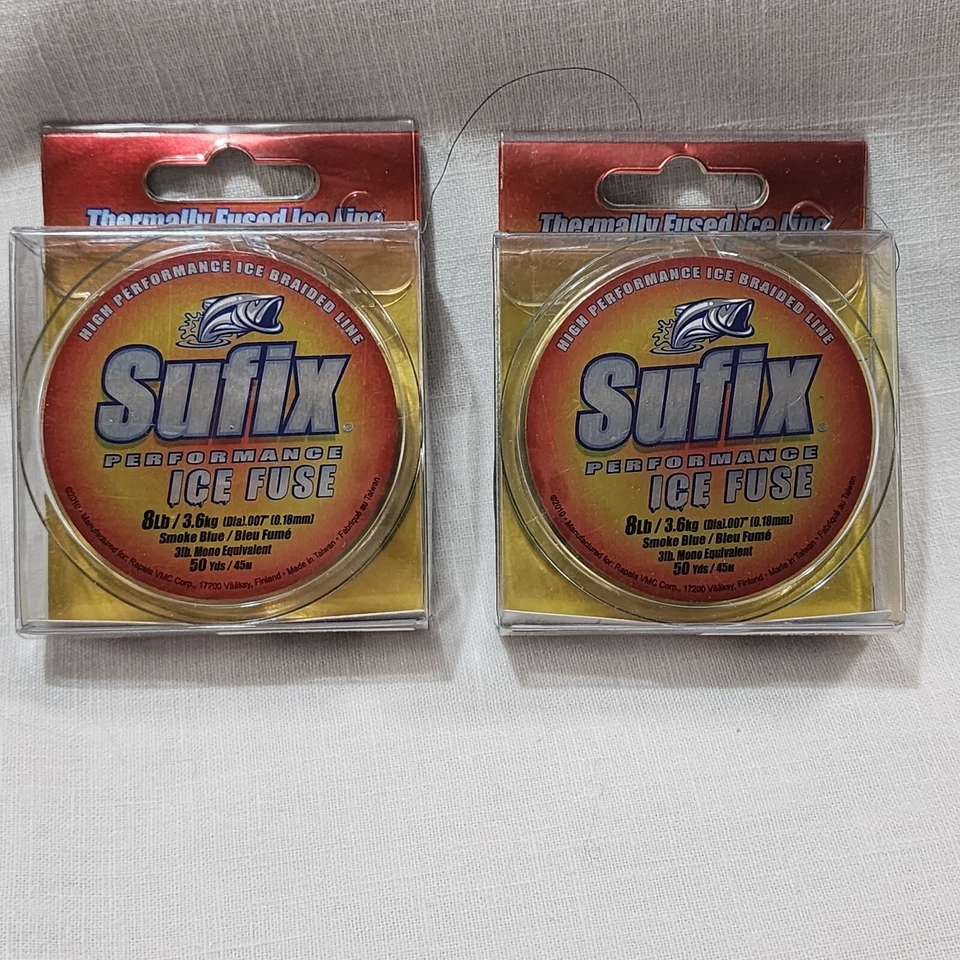 Thermally Fused Ice Line
HIGH PERFORMANCE ICE BRAIDED LINE
Sufix®
PERFORMANCE
ICE FUSE
8Lb / 3.6kg (Dia).007" (0.18mm)
Smoke Blue / Bleu Fumé
3lb. Mono Equivalent
50 Yds / 45M
©2010 • Manufactured for: Rapala VMC Corp., 17200 Vääksy, Finland • Made in Taiwan • Fabriqué au Taiwan
Thermally Fused Ice Line
HIGH PERFORMANCE ICE BRAIDED LINE
Sufix®
PERFORMANCE
ICE FUSE
8Lb / 3.6kg (Dia).007" (0.18mm)
Smoke Blue / Bleu Fumé
3lb. Mono Equivalent
50 Yds / 45M
©2010 • Manufactured for: Rapala VMC Corp., 17200 Vääksy, Finland • Made in Taiwan • Fabriqué au Taiwan